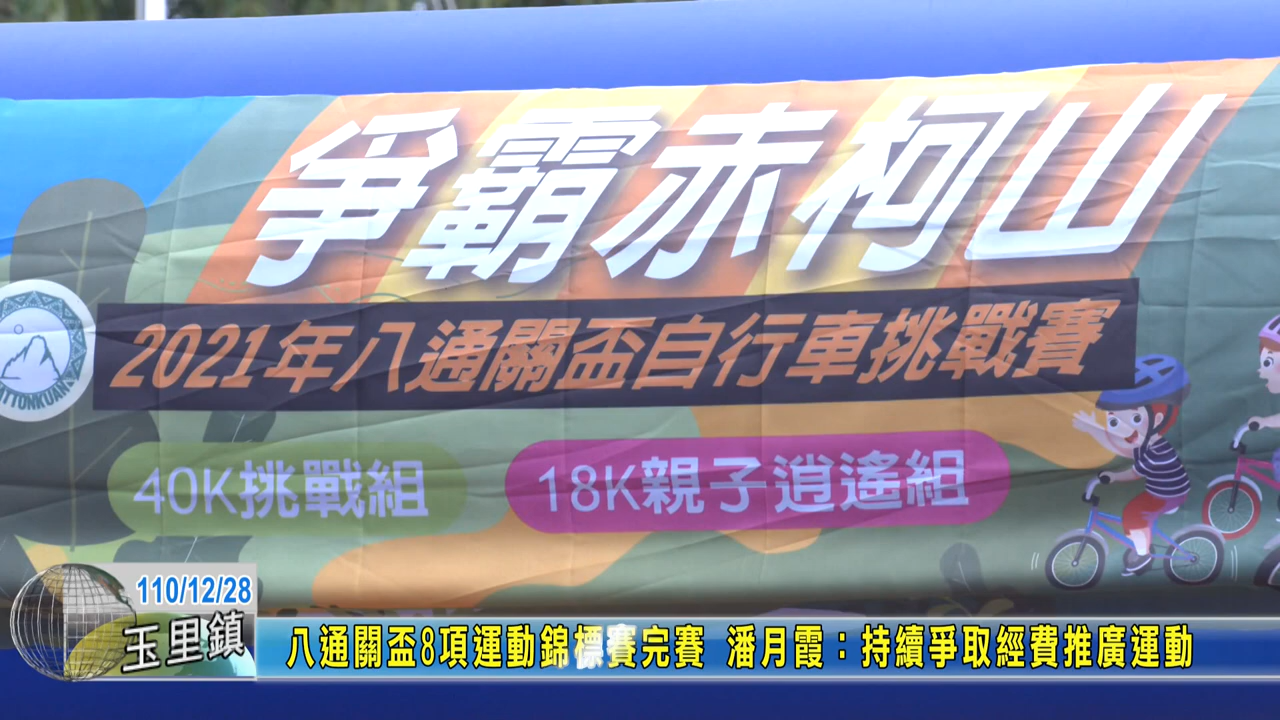 爭霸赤柯山
2021年八通關盃自行車挑戰賽
40K挑戰組
18K親子逍遙組
110/12/28
玉里鎮
八通關盃8項運動錦標賽完賽 潘月霞：持續爭取經費推廣運動